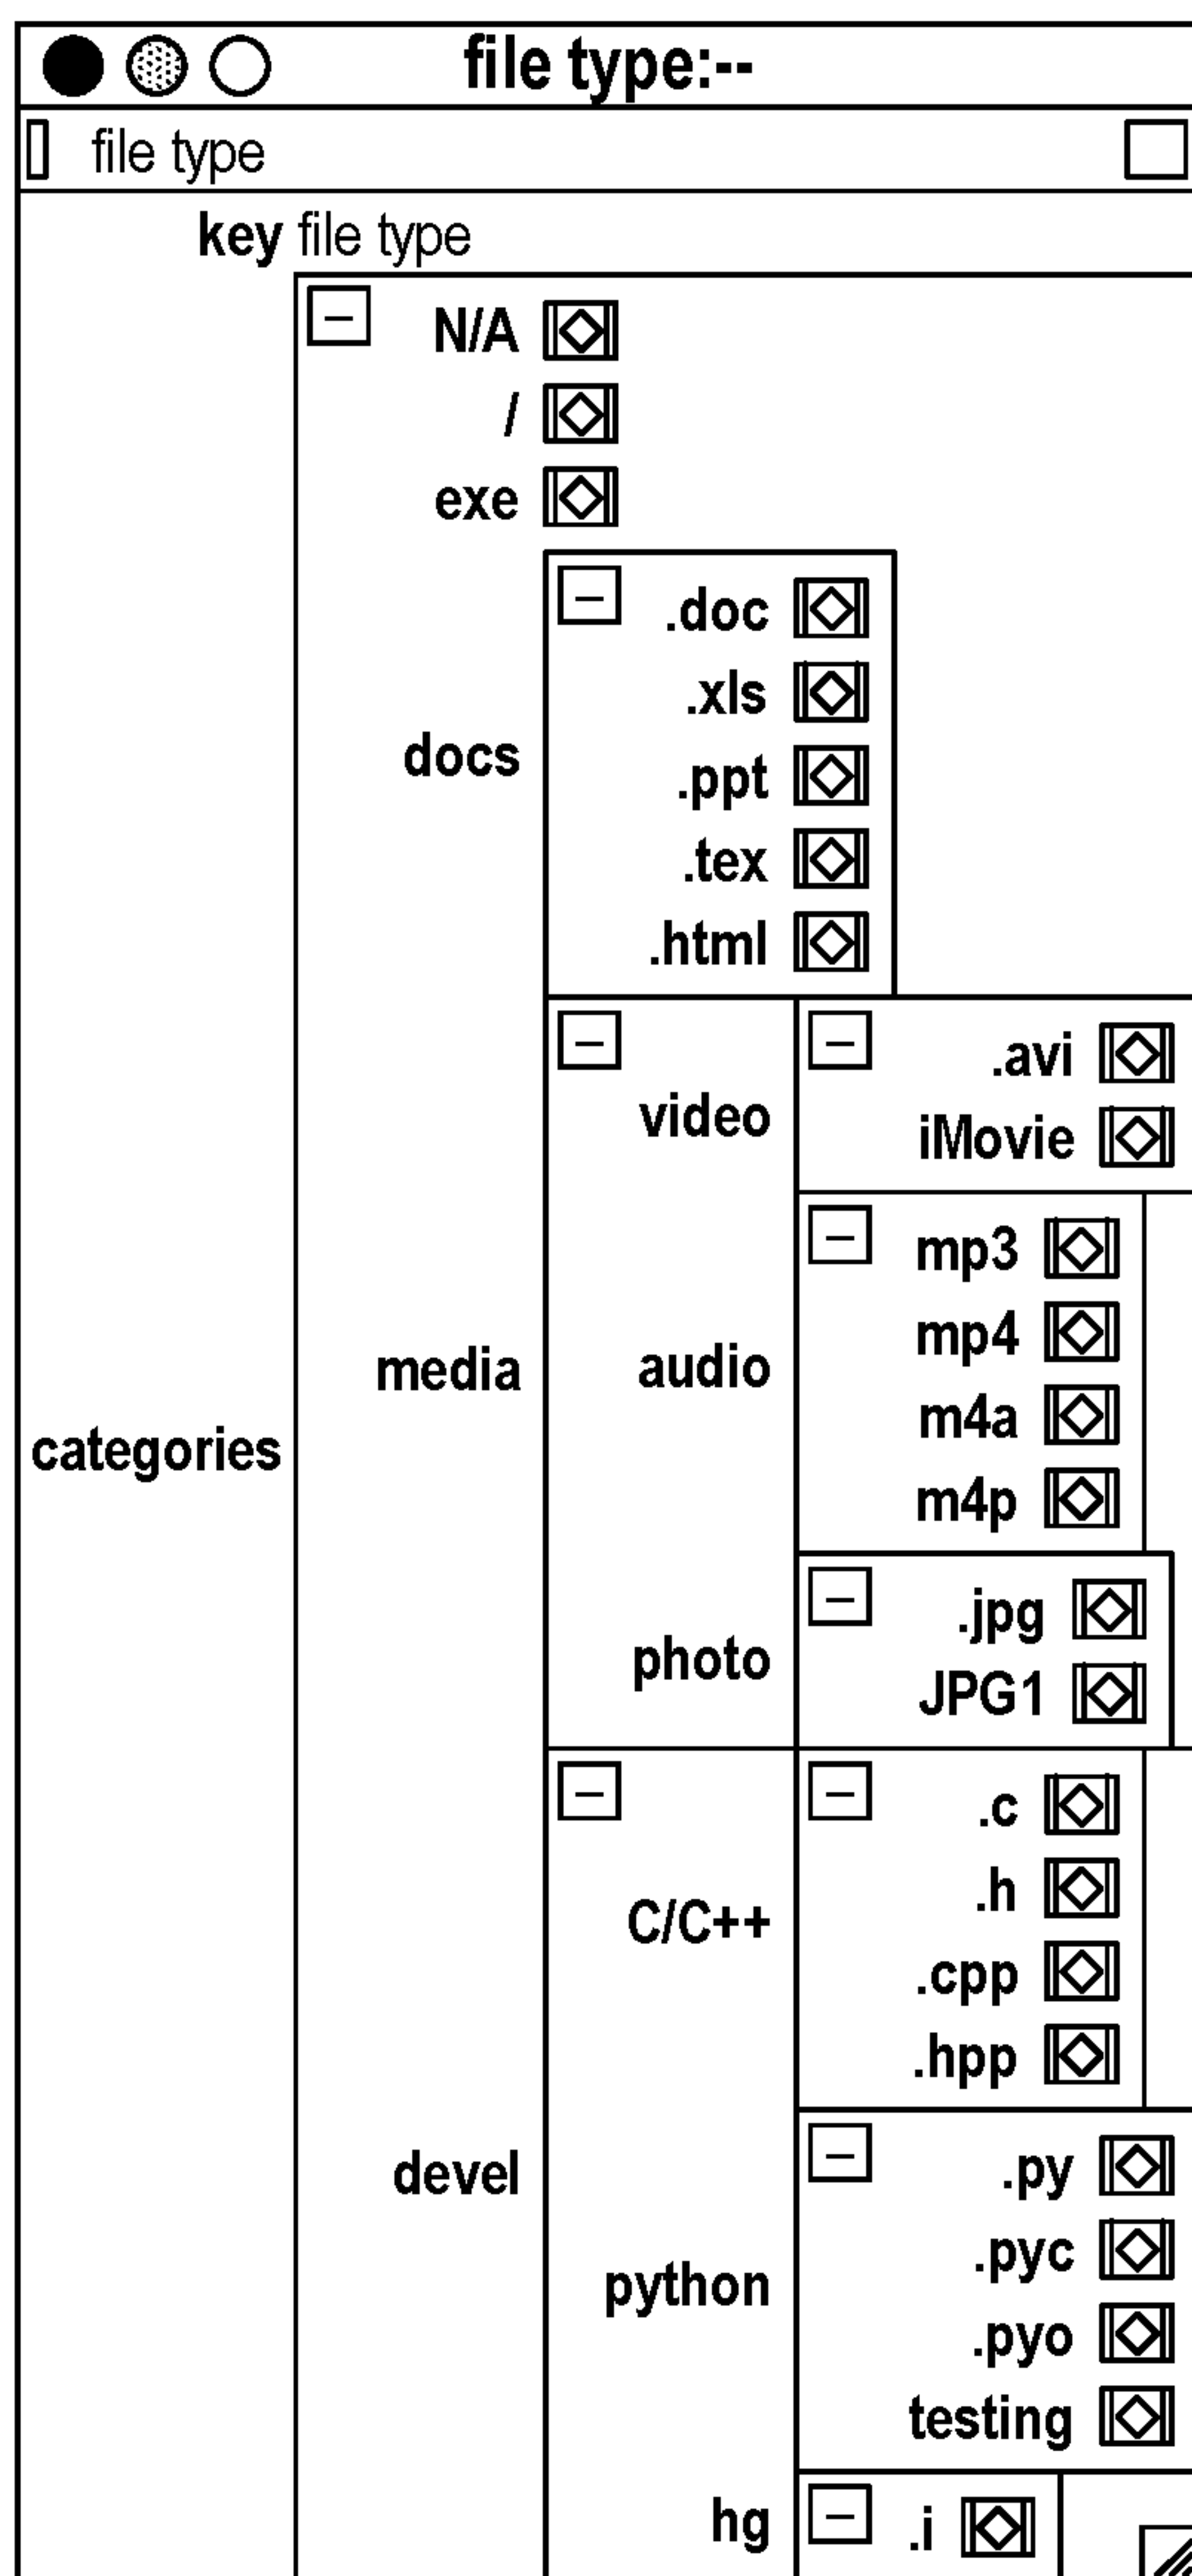 file type:--
file type
key file type
N/A
/
exe
docs
.doc
.xls
.ppt
.tex
.html
categories
media
video
.avi
iMovie
audio
mp3
mp4
m4a
m4p
photo
.jpg
JPG1
devel
C/C++
.c
.h
.cpp
.hpp
python
.py
.pyc
.pyo
testing
hg
.i